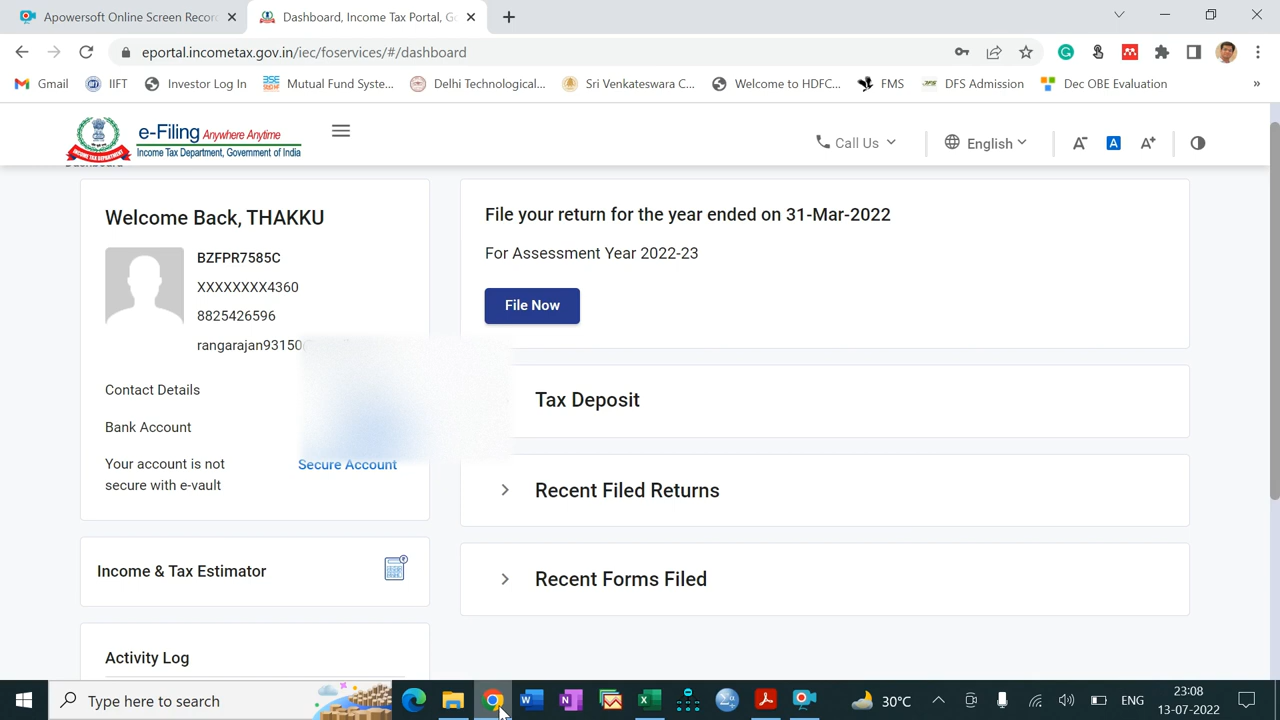 Apowersoft Online Screen Recor
Dashboard, Income Tax Portal, Go
eportal.incometax.gov.in/iec/foservices/#/dashboard
Gmail
IIFT
Investor Log In
BSE
Mutual Fund Syste...
Delhi Technological...
Sri Venkateswara C...
Welcome to HDFC...
FMS
DFS Admission
Dec OBE Evaluation
»
e-Filing Anywhere Anytime
Income Tax Department, Government of India
Call Us
English
A-
A
A+
Welcome Back, THAKKU
BZFPR7585C
XXXXXXXX4360
8825426596
rangarajan93150
Contact Details
Bank Account
Your account is not
secure with e-vault
Secure Account
Income & Tax Estimator
Activity Log
File your return for the year ended on 31-Mar-2022
For Assessment Year 2022-23
File Now
Tax Deposit
Recent Filed Returns
Recent Forms Filed
Type here to search
30°C
ENG
23:08
13-07-2022